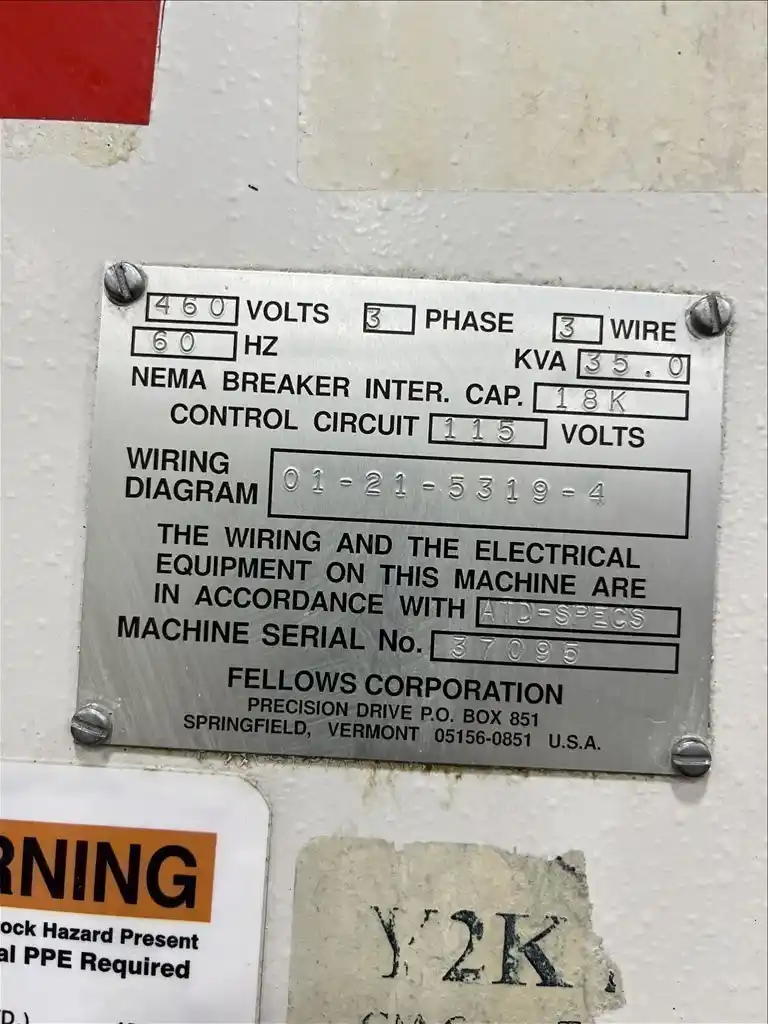 460 VOLTS 3 PHASE 3 WIRE
60 HZ KVA 35.0
NEMA BREAKER INTER. CAP. 18K
CONTROL CIRCUIT 115 VOLTS
WIRING
DIAGRAM 01-21-5319-4
THE WIRING AND THE ELECTRICAL
EQUIPMENT ON THIS MACHINE ARE
IN ACCORDANCE WITH ATD-SPECS
MACHINE SERIAL No. 37095
FELLOWS CORPORATION
PRECISION DRIVE P.O. BOX 851
SPRINGFIELD, VERMONT 05156-0851 U.S.A.
RNING
ock Hazard Present
al PPE Required
Y2K